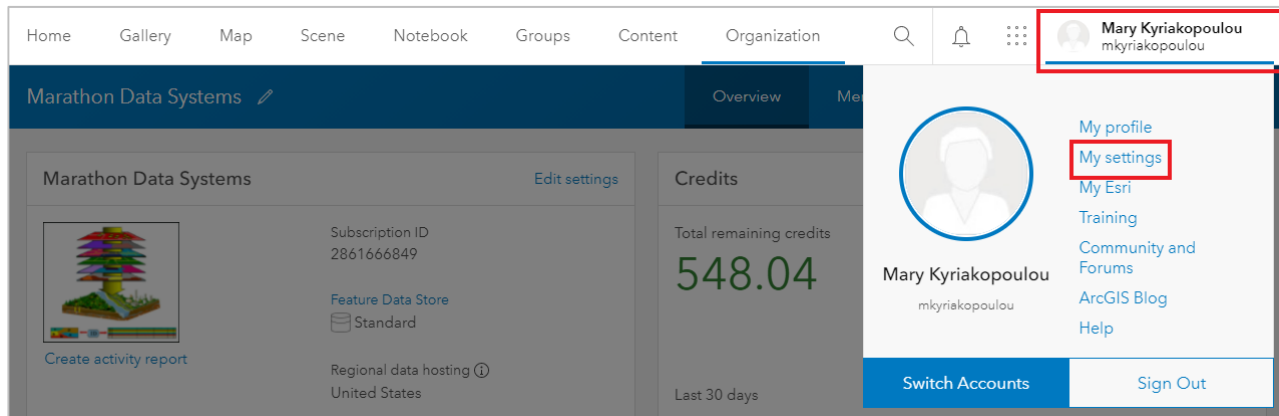 Home Gallery Map Scene Notebook Groups Content Organization
Mary Kyriakopoulou
mkyriakopoulou
Marathon Data Systems
Overview
Marathon Data Systems
Edit settings
Create activity report
Subscription ID
2861666849
Feature Data Store
Standard
Regional data hosting
United States
Credits
Total remaining credits
548.04
Last 30 days
Mary Kyriakopoulou
mkyriakopoulou
My profile
My settings
My Esri
Training
Community and
Forums
ArcGIS Blog
Help
Switch Accounts
Sign Out